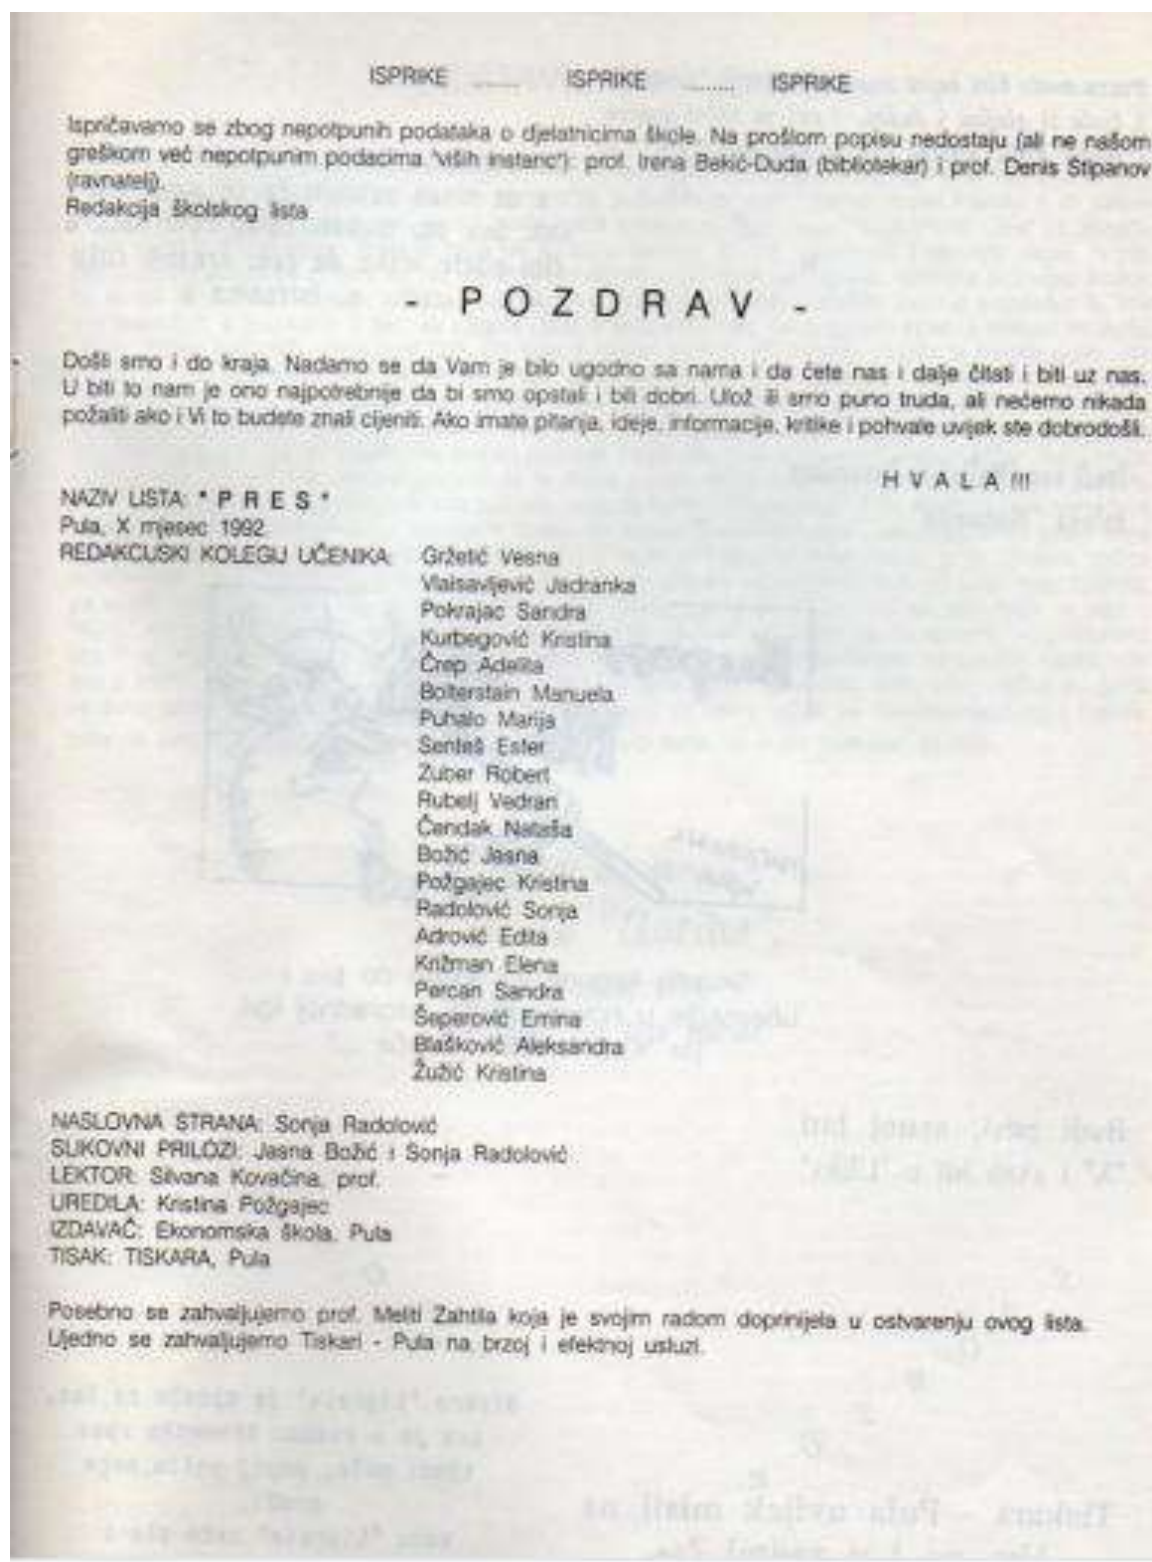 ISPRIKE ........ ISPRIKE ........ ISPRIKE
Ispričavamo se zbog nepotpunih podataka o djelatnicima škole. Na prošlom popisu nedostaju (ali ne našom
greškom već nepotpunim podacima "viših instanc"): prof. Irena Bekić-Duda (bibliotekar) i prof. Denis Stipanov
(ravnatelj).
Redakcija školskog lista.
- P O Z D R A V -
Došli smo i do kraja. Nadamo se da Vam je bilo ugodno sa nama i da ćete nas i dalje čitati i biti uz nas.
U biti to nam je ono najpotrebnije da bi smo opstali i bili dobri. Ulož ili smo puno truda, ali nećemo nikada
požaliti ako i Vi to budete znali cijeniti. Ako imate pitanja, ideje, informacije, kritike i pohvale uvijek ste dobrodošli.
H V A L A !!!
NAZIV LISTA: " P R E S "
Pula, X mjesec 1992.
REDAKCIJSKI KOLEGIJ UČENIKA: Gržetić Vesna
Vlaisavljević Jadranka
Pokrajac Sandra
Kurbegović Kristina
Črep Adelita
Bolterstain Manuela
Puhalo Marija
Senteš Ester
Zuber Robert
Rubelj Vedran
Čandak Nataša
Božić Jasna
Požgajec Kristina
Radolović Sonja
Adrović Edita
Križman Elena
Percan Sandra
Šeperović Emina
Blašković Aleksandra
Žužić Kristina
NASLOVNA STRANA: Sonja Radolović
SLIKOVNI PRILOZI: Jasna Božić i Sonja Radolović
LEKTOR: Silvana Kovačina, prof.
UREDILA: Kristina Požgajec
IZDAVAČ: Ekonomska škola, Pula
TISAK: TISKARA, Pula
Posebno se zahvaljujemo prof. Meliti Zahtila koja je svojim radom doprinijela u ostvarenju ovog lista.
Ujedno se zahvaljujemo Tiskari - Pula na brzoj i efektnoj usluzi.